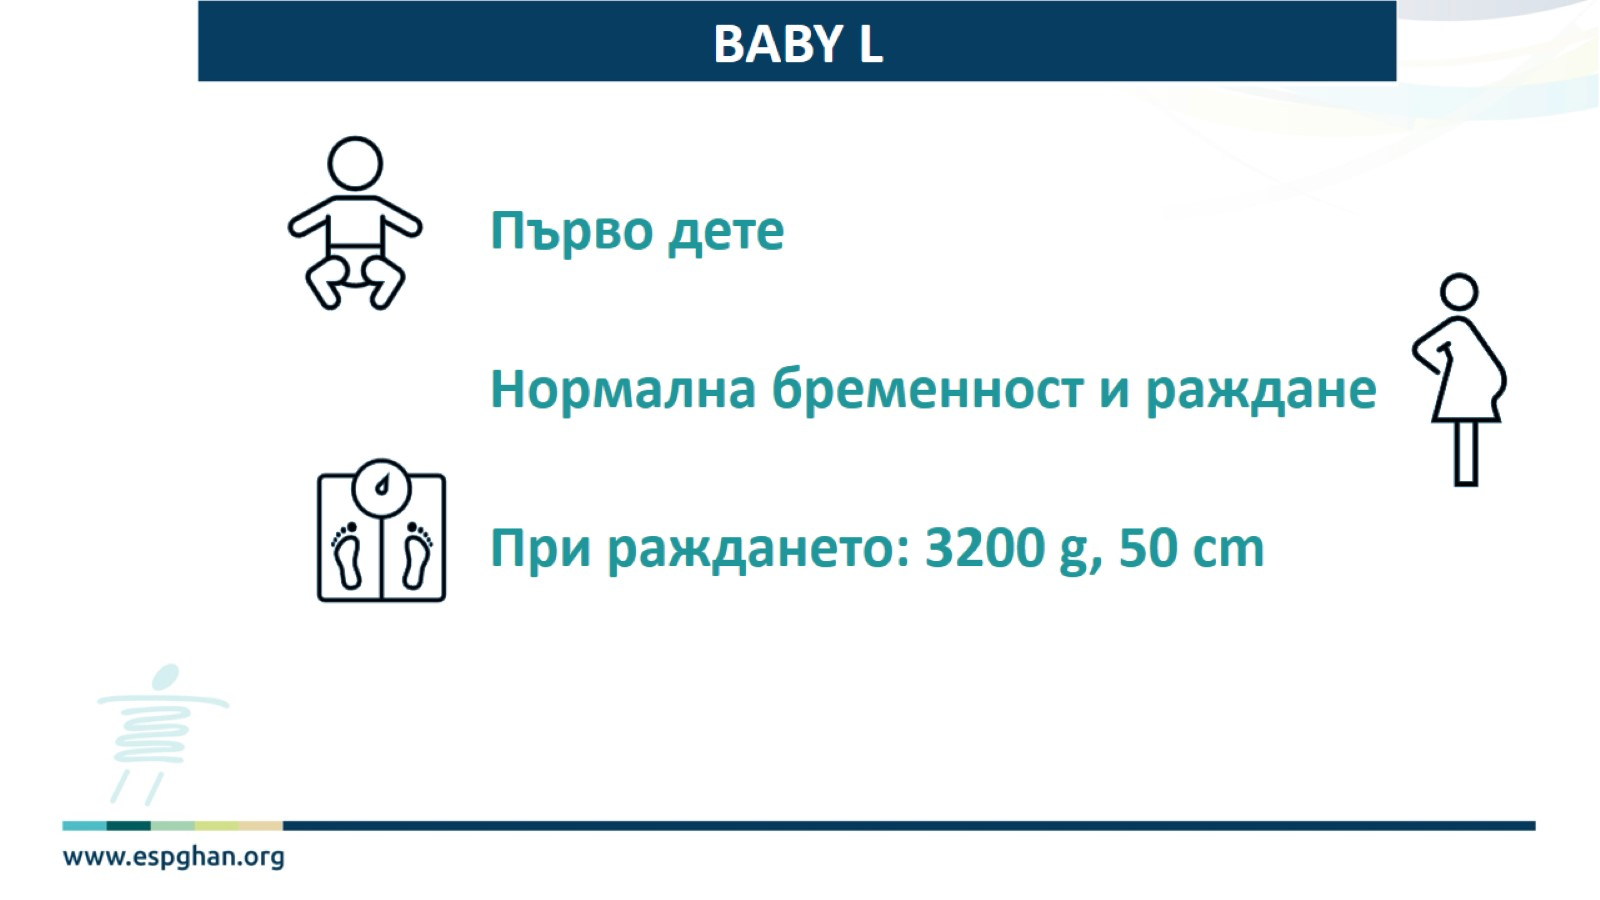 BABY L
Първо дете
Нормална бременност и раждане
При раждането: 3200 g, 50 cm
www.espghan.org